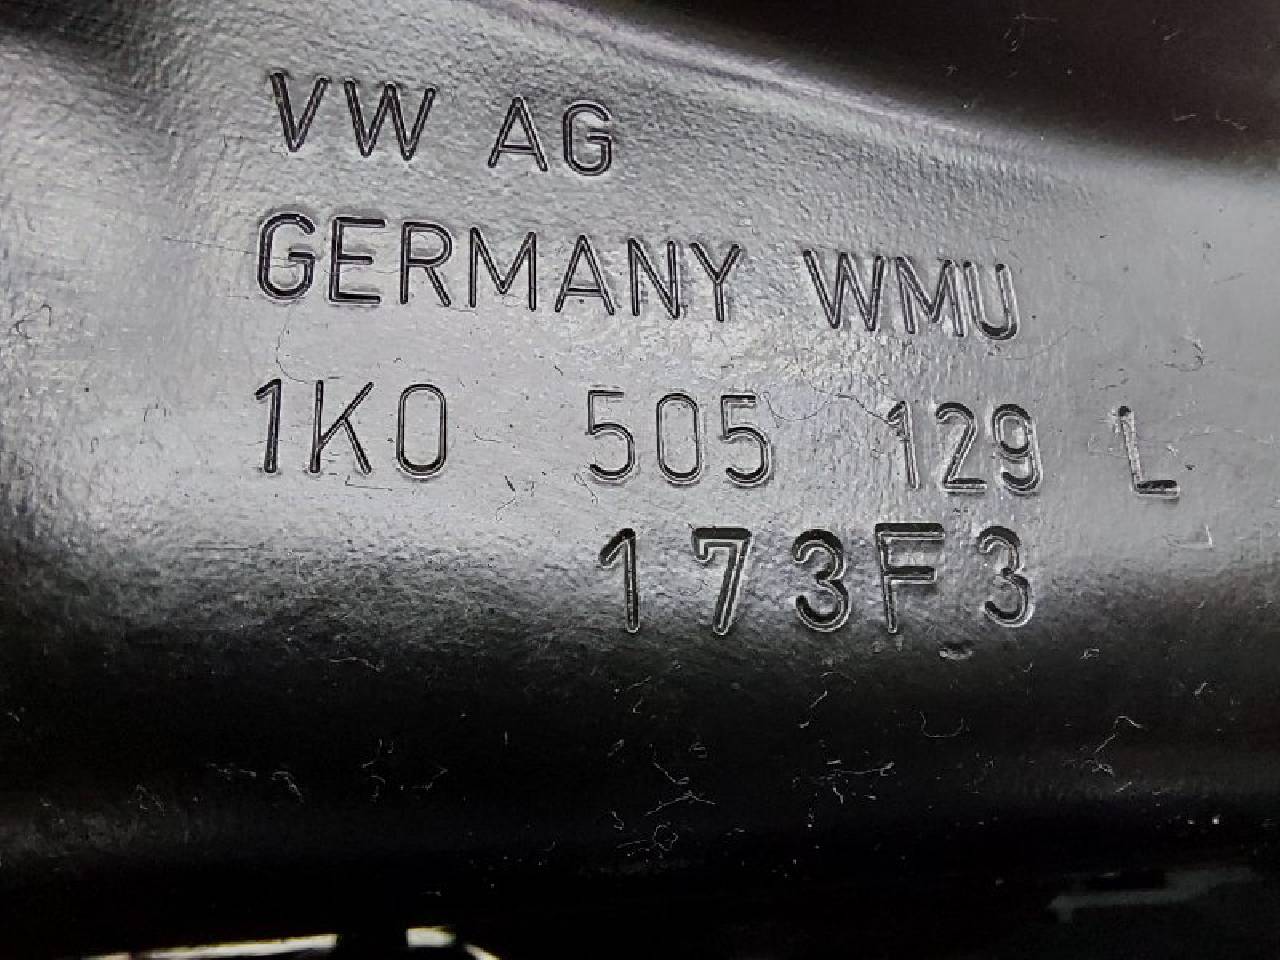 VW AG
GERMANY WMU
1K0 505 129 L
173F3